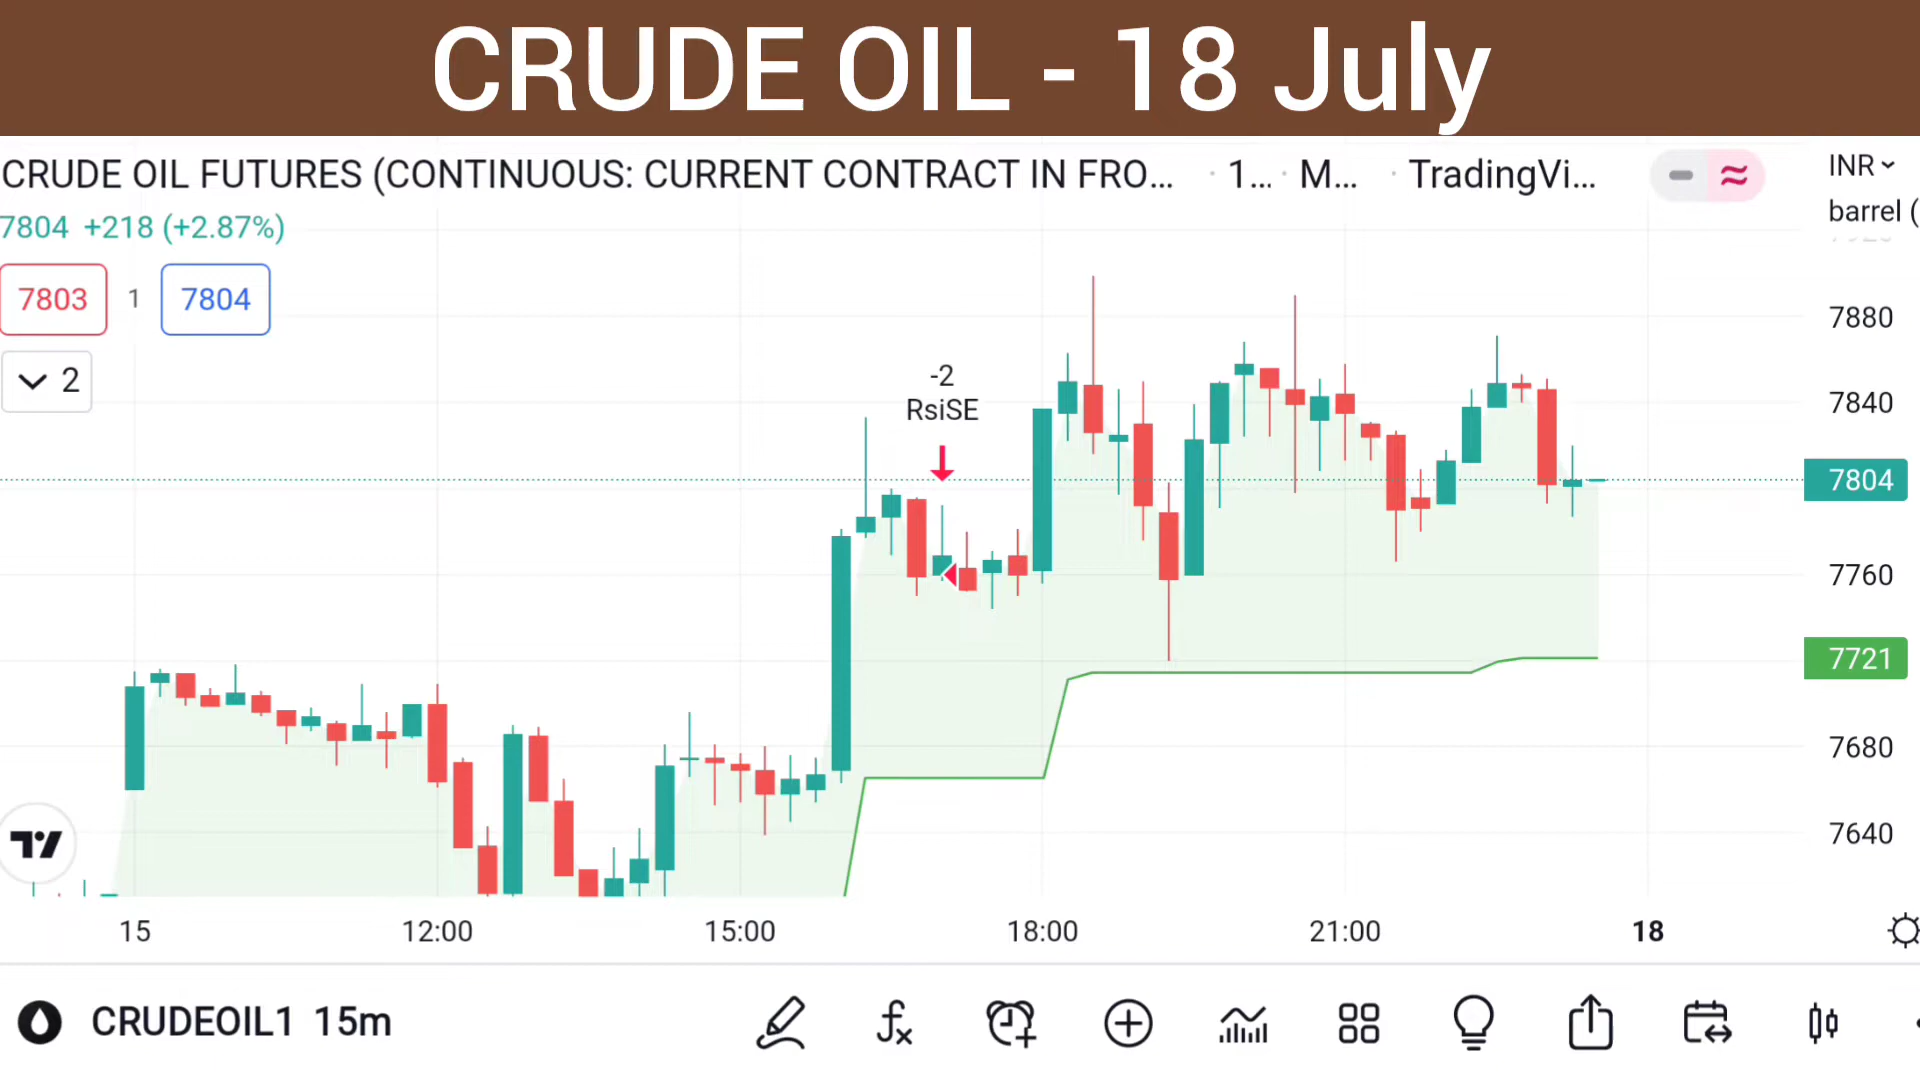 CRUDE OIL - 18 July
CRUDE OIL FUTURES (CONTINUOUS: CURRENT CONTRACT IN FRO... · 1... · M... · TradingVi...
INR
barrel (
7804 +218 (+2.87%)
7803 1 7804
2
-2
RsiSE
7880
7840
7804
7760
7721
7680
7640
15 12:00 15:00 18:00 21:00 18
CRUDEOIL1 15m